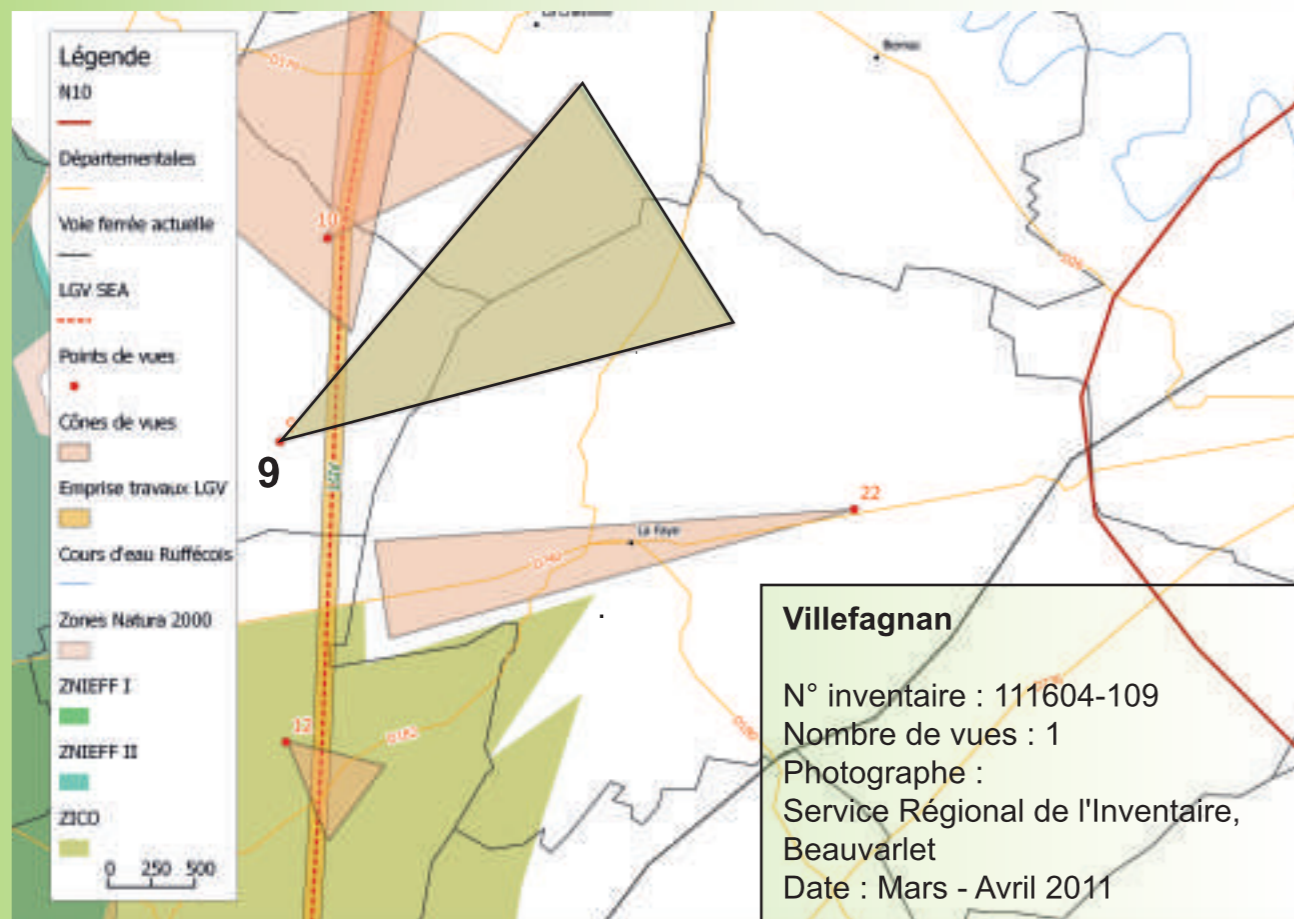 Légende
N10
Départementales
Voie ferrée actuelle
LGV SEA
Points de vues
Cônes de vues
Emprise travaux LGV
Cours d'eau Ruffécois
Zones Natura 2000
ZNIEFF I
ZNIEFF II
ZICO
0 250 500
Bernac
10
9
22
La Faye
12
D182
Villefagnan
N° inventaire : 111604-109
Nombre de vues : 1
Photographe :
Service Régional de l'Inventaire,
Beauvarlet
Date : Mars - Avril 2011